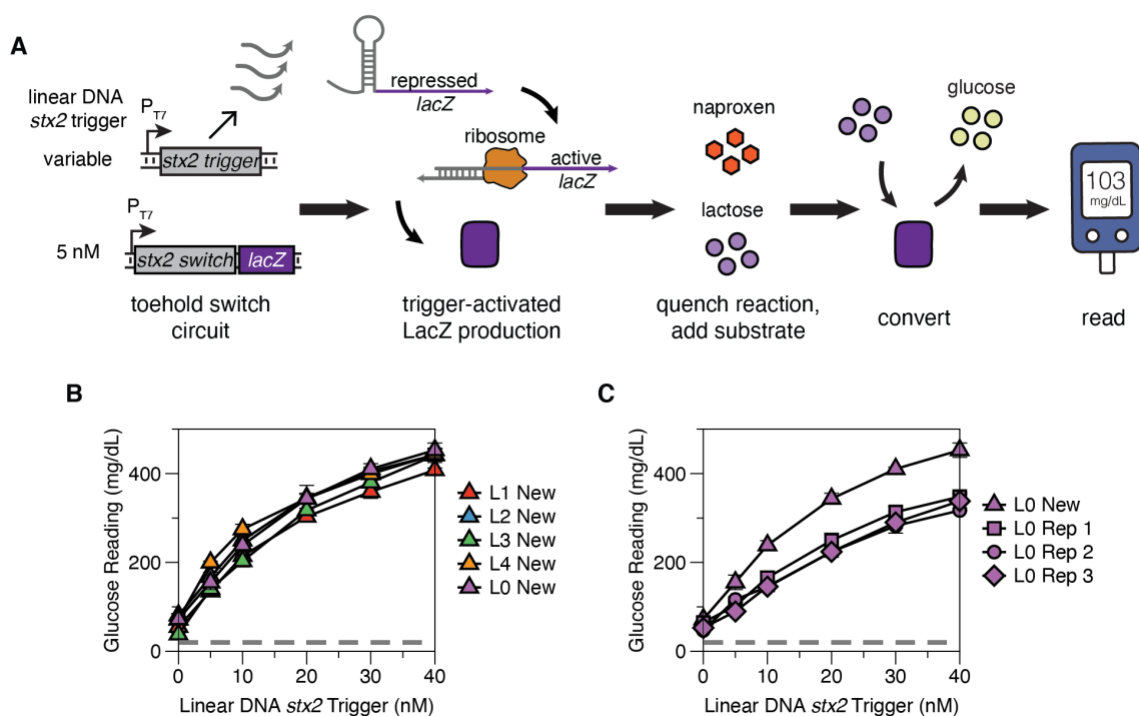 A
linear DNA
stx2 trigger
variable
PT7
stx2 trigger
5 nM
PT7
stx2 switch
lacZ
toehold switch
circuit
repressed
lacZ
ribosome
active
lacZ
trigger-activated
LacZ production
naproxen
lactose
quench reaction,
add substrate
glucose
convert
103
mg/dL
read
B
Glucose Reading (mg/dL)
400
200
0
0 10 20 30 40
Linear DNA stx2 Trigger (nM)
L1 New
L2 New
L3 New
L4 New
L0 New
C
Glucose Reading (mg/dL)
400
200
0
0 10 20 30 40
Linear DNA stx2 Trigger (nM)
L0 New
L0 Rep 1
L0 Rep 2
L0 Rep 3